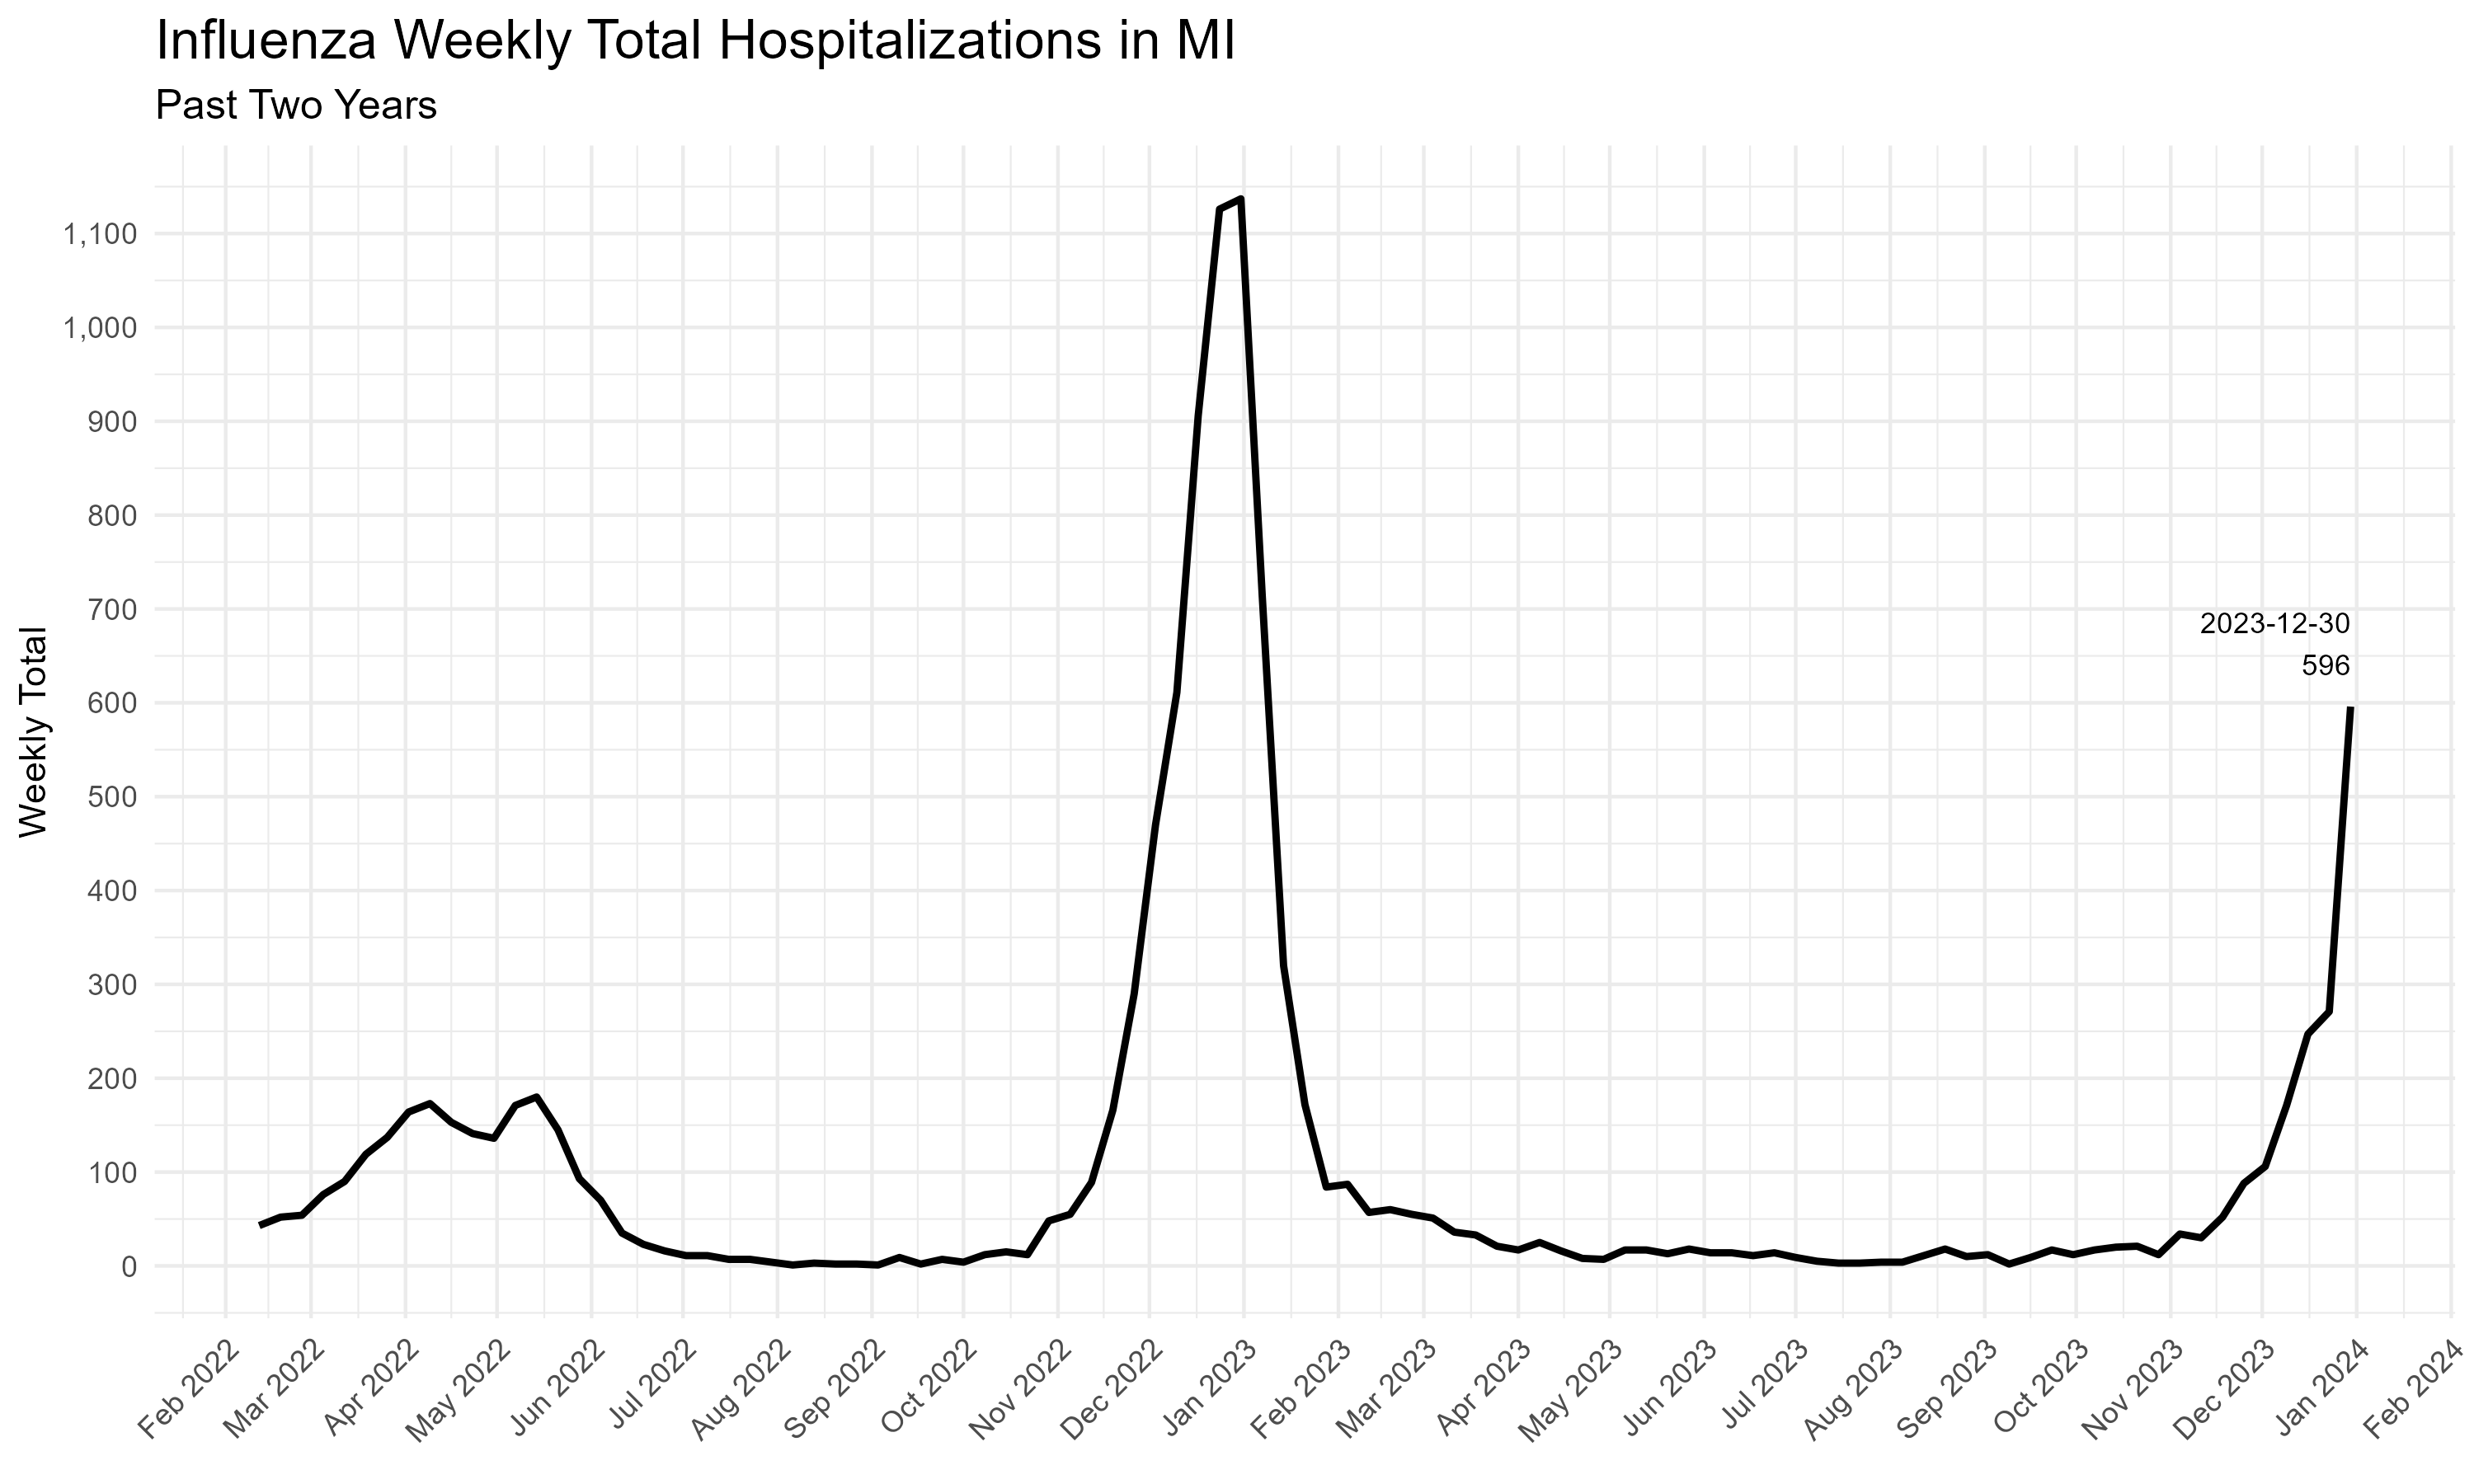 Influenza Weekly Total Hospitalizations in MI
Past Two Years
Weekly Total
1,100
1,000
900
800
700
600
500
400
300
200
100
0
2023-12-30
596
Feb 2022
Mar 2022
Apr 2022
May 2022
Jun 2022
Jul 2022
Aug 2022
Sep 2022
Oct 2022
Nov 2022
Dec 2022
Jan 2023
Feb 2023
Mar 2023
Apr 2023
May 2023
Jun 2023
Jul 2023
Aug 2023
Sep 2023
Oct 2023
Nov 2023
Dec 2023
Jan 2024
Feb 2024